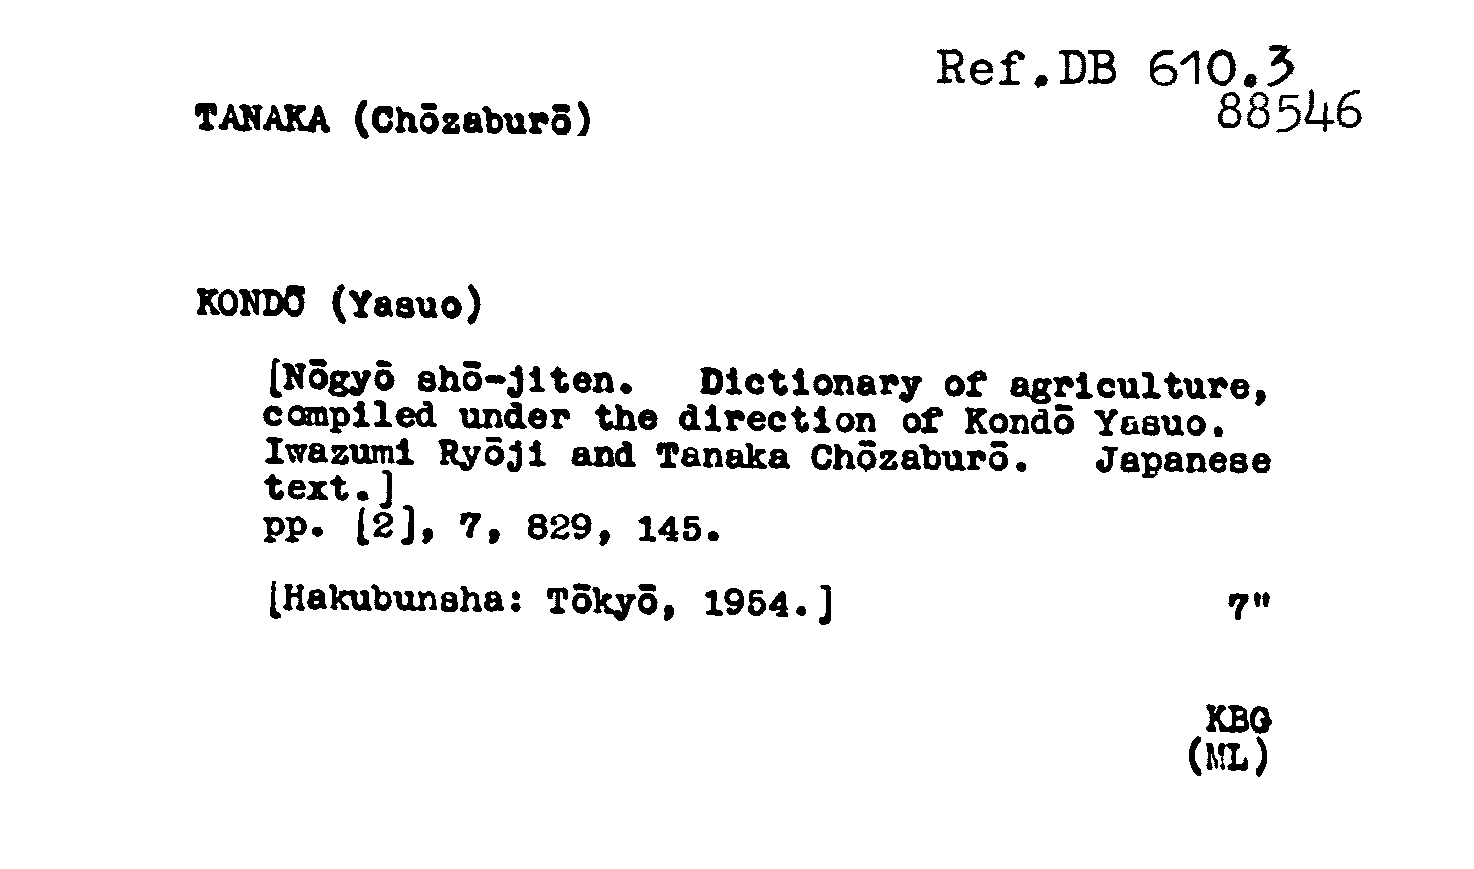 Ref.DB 610.3
88546
TANAKA (Chōzaburō)
KONDŌ (Yasuo)
[Nōgyō shō-jiten. Dictionary of agriculture,
compiled under the direction of Kondō Yasuo.
Iwazumi Ryōji and Tanaka Chōzaburō. Japanese
text.]
pp. [2], 7, 829, 145.
[Hakubunsha: Tōkyō, 1954.] 7"
KBG
(ML)